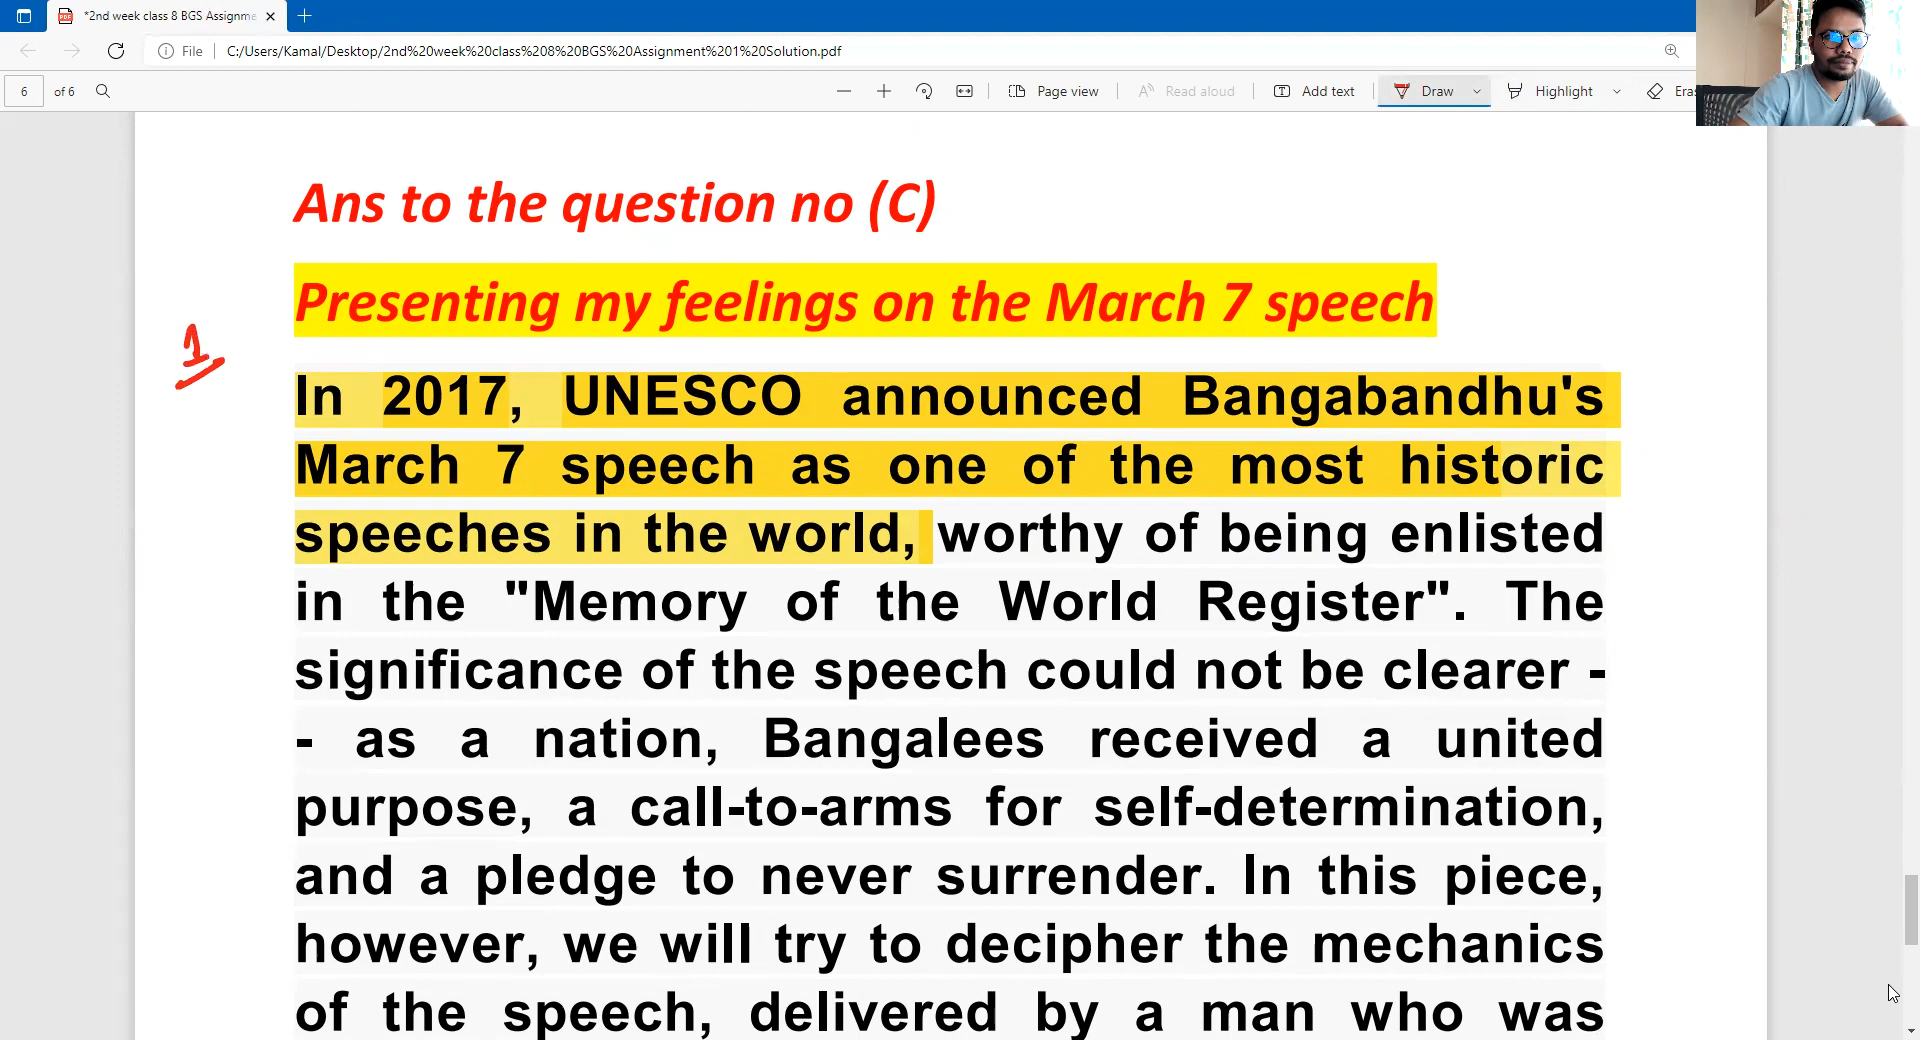 *2nd week class 8 BGS Assignme
File
C:/Users/Kamal/Desktop/2nd%20week%20class%208%20BGS%20Assignment%201%20Solution.pdf
6 of 6
Page view
Read aloud
Add text
Draw
Highlight
Eras
Ans to the question no (C)
Presenting my feelings on the March 7 speech
1
In 2017, UNESCO announced Bangabandhu's
March 7 speech as one of the most historic
speeches in the world, worthy of being enlisted
in the "Memory of the World Register". The
significance of the speech could not be clearer -
- as a nation, Bangalees received a united
purpose, a call-to-arms for self-determination,
and a pledge to never surrender. In this piece,
however, we will try to decipher the mechanics
of the speech, delivered by a man who was